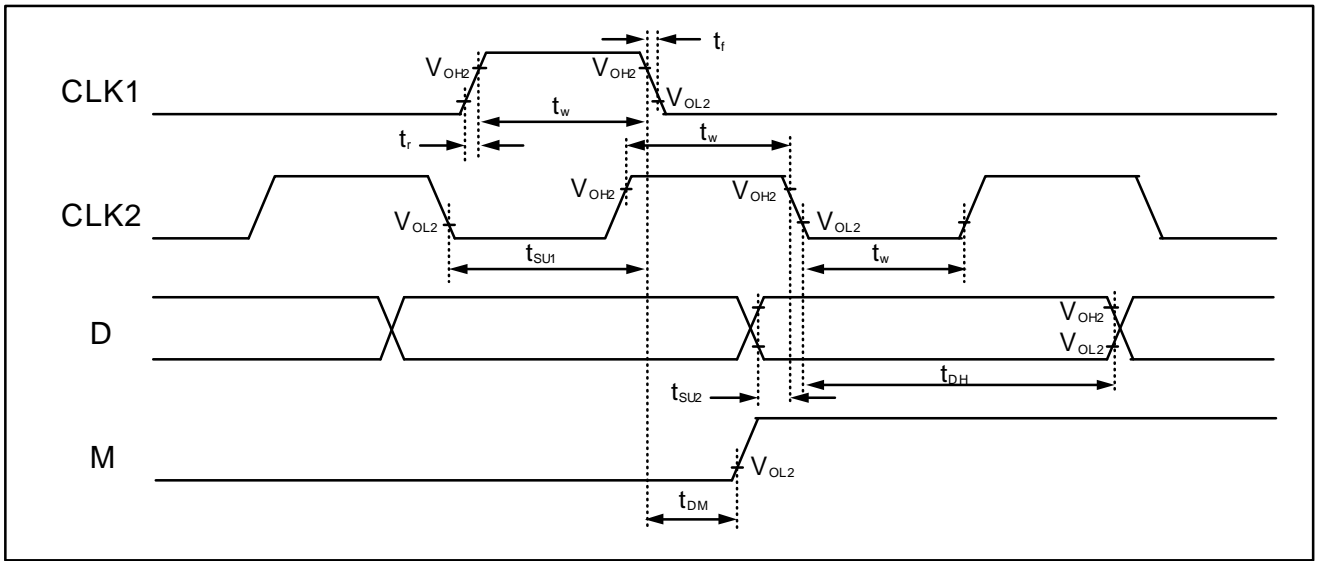 t_f
V_OH2 V_OH2
CLK1 V_OL2
t_w
t_r t_w
V_OH2 V_OH2
CLK2 V_OL2 V_OL2
t_SU1 t_w
V_OH2
D V_OL2
t_DH
t_SU2
M V_OL2
t_DM